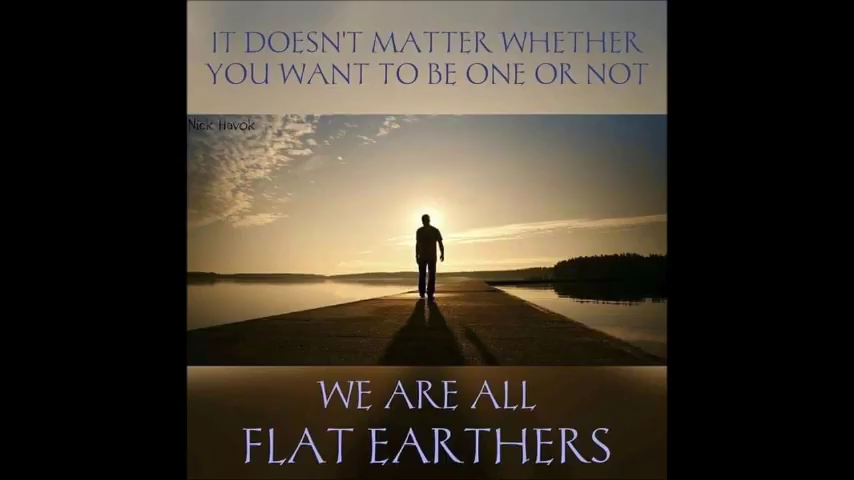 IT DOESN'T MATTER WHETHER
YOU WANT TO BE ONE OR NOT
Nick Havok
WE ARE ALL
FLAT EARTHERS